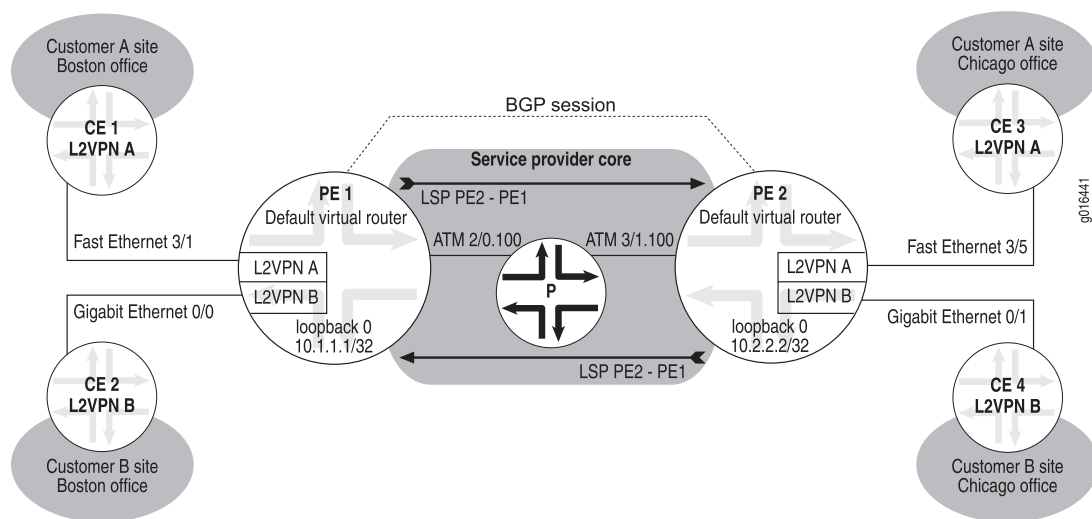 Customer A site
Boston office
CE 1
L2VPN A
Fast Ethernet 3/1
Gigabit Ethernet 0/0
CE 2
L2VPN B
Customer B site
Boston office
BGP session
Service provider core
LSP PE2 - PE1
PE 1
Default virtual router
L2VPN A
L2VPN B
loopback 0
10.1.1.1/32
ATM 2/0.100
ATM 3/1.100
P
LSP PE2 - PE1
PE 2
Default virtual router
L2VPN A
L2VPN B
loopback 0
10.2.2.2/32
Customer A site
Chicago office
CE 3
L2VPN A
Fast Ethernet 3/5
Gigabit Ethernet 0/1
CE 4
L2VPN B
Customer B site
Chicago office
g016441